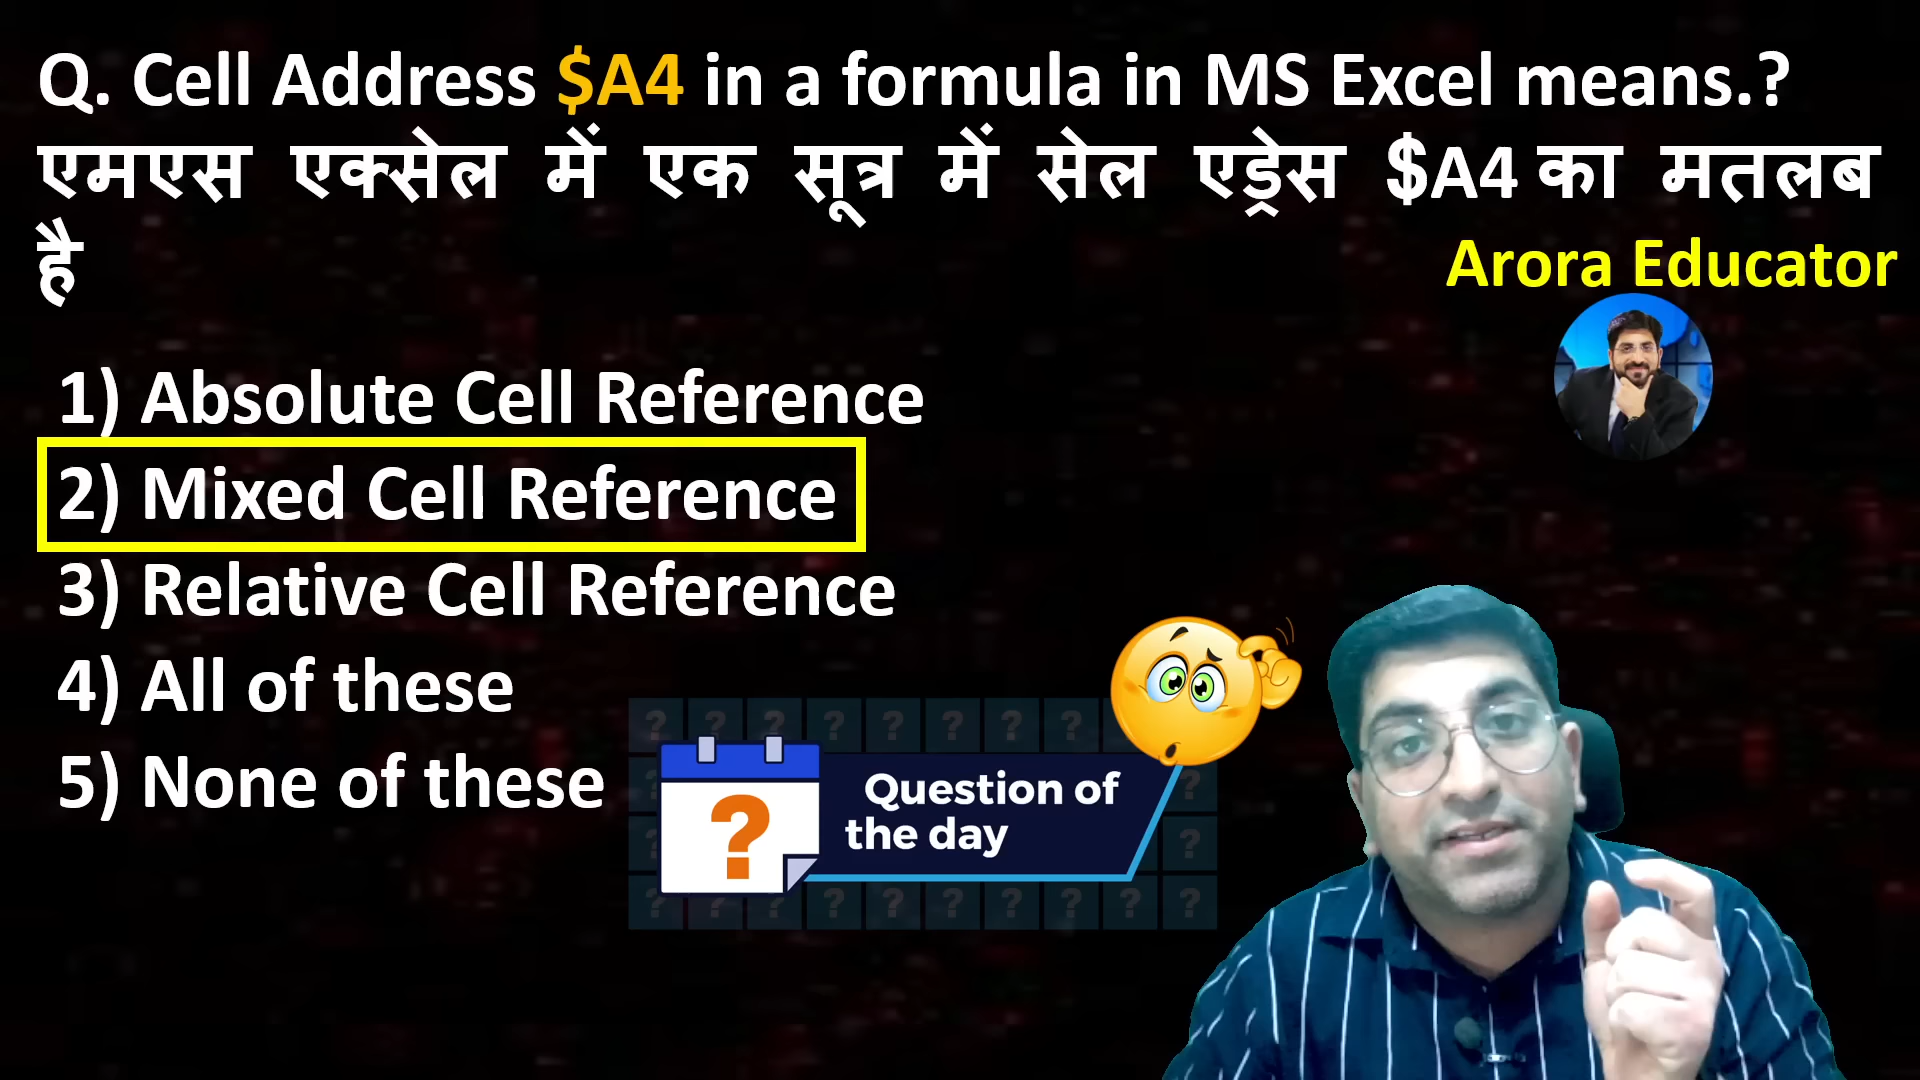 Q. Cell Address $A4 in a formula in MS Excel means.?
एमएस एक्सेल में एक सूत्र में सेल एड्रेस $A4 का मतलब
है
Arora Educator
1) Absolute Cell Reference
2) Mixed Cell Reference
3) Relative Cell Reference
4) All of these
5) None of these
?
Question of
the day